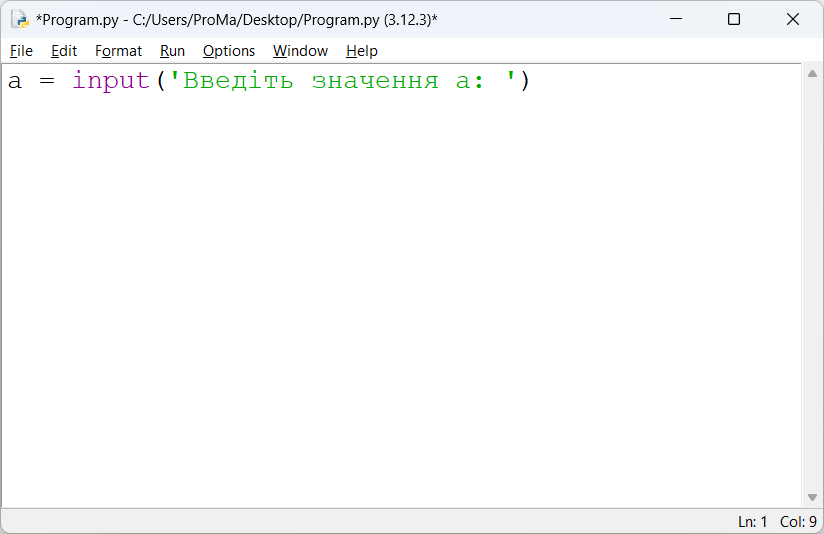 *Program.py - C:/Users/ProMa/Desktop/Program.py (3.12.3)*
File Edit Format Run Options Window Help
a = input('Введіть значення a: ')
Ln: 1 Col: 9